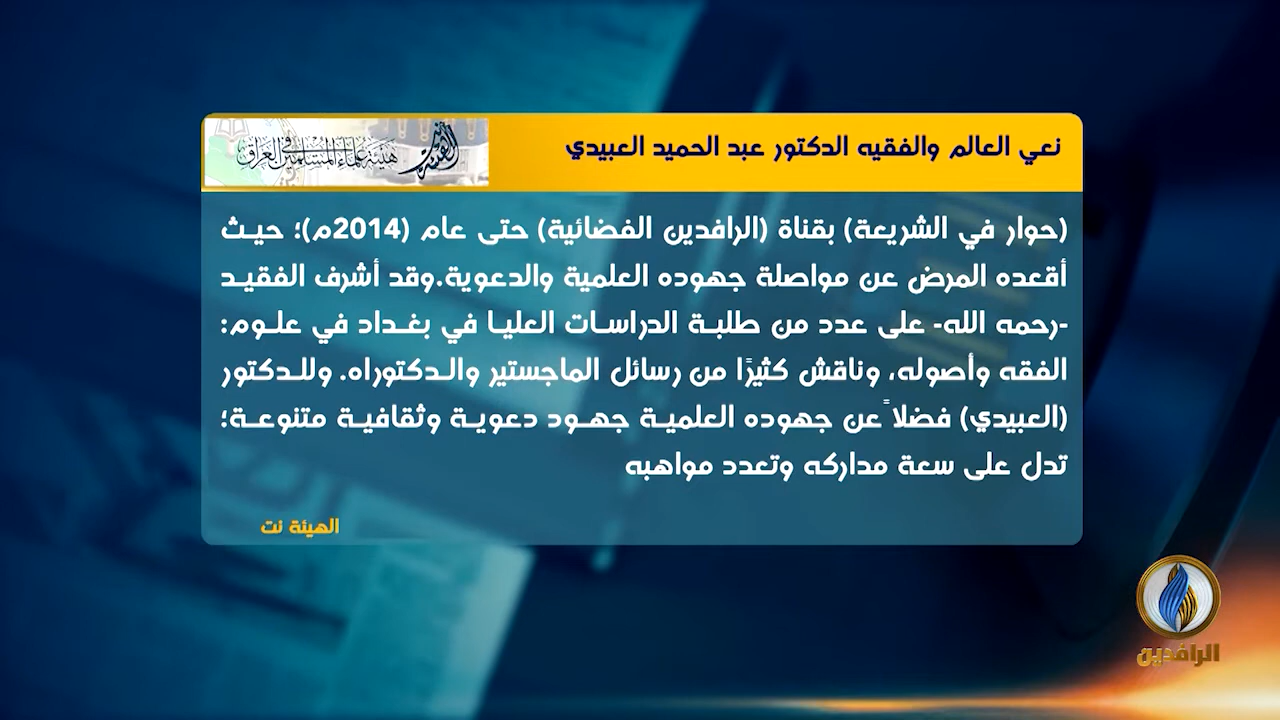 نعي العالم والفقيه الدكتور عبد الحميد العبيدي
هيئة علماء المسلمين في العراق
(حوار في الشريعة) بقناة (الرافدين الفضائية) حتى عام (2014م)؛ حيث
أقعده المرض عن مواصلة جهوده العلمية والدعوية.وقد أشرف الفقيد
-رحمه الله- على عدد من طلبة الدراسات العليا في بغداد في علوم:
الفقه وأصوله، وناقش كثيرًا من رسائل الماجستير والدكتوراه. وللدكتور
(العبيدي) فضلاً عن جهوده العلمية جهود دعوية وثقافية متنوعة؛
تدل على سعة مداركه وتعدد مواهبه
الهيئة نت
الرافدين